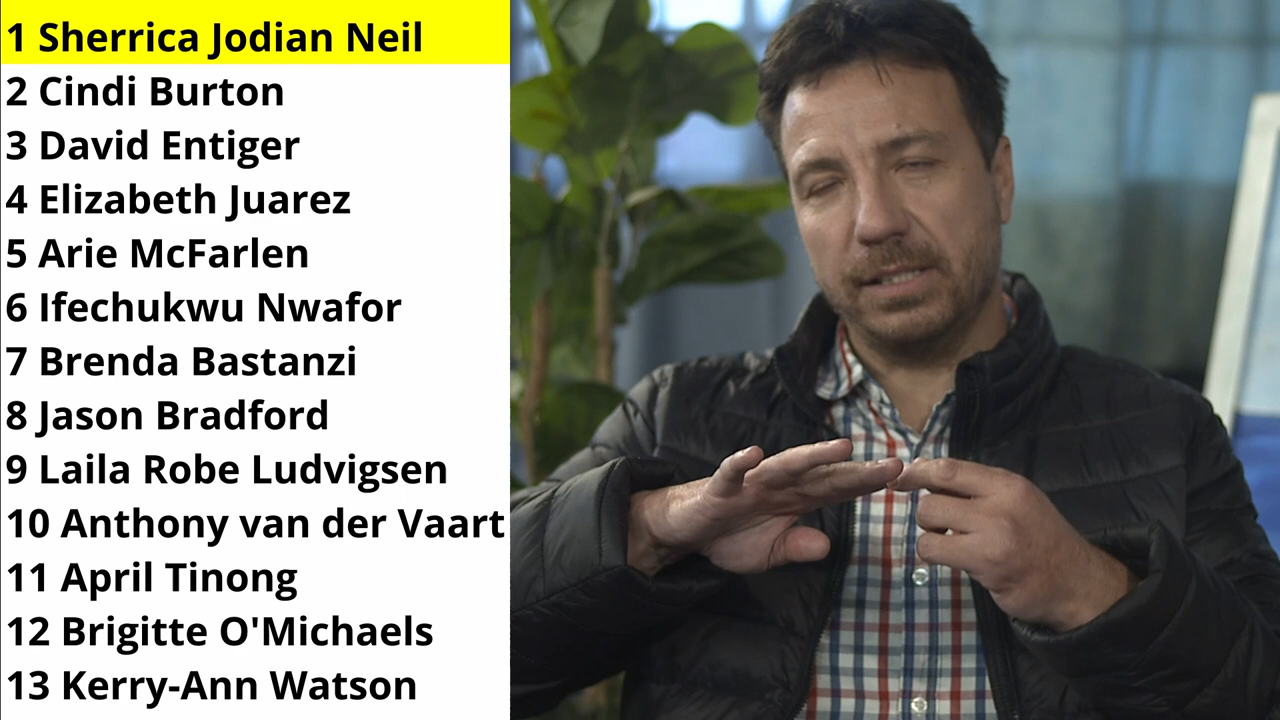 1 Sherrica Jodian Neil
2 Cindi Burton
3 David Entiger
4 Elizabeth Juarez
5 Arie McFarlen
6 Ifechukwu Nwafor
7 Brenda Bastanzi
8 Jason Bradford
9 Laila Robe Ludvigsen
10 Anthony van der Vaart
11 April Tinong
12 Brigitte O'Michaels
13 Kerry-Ann Watson